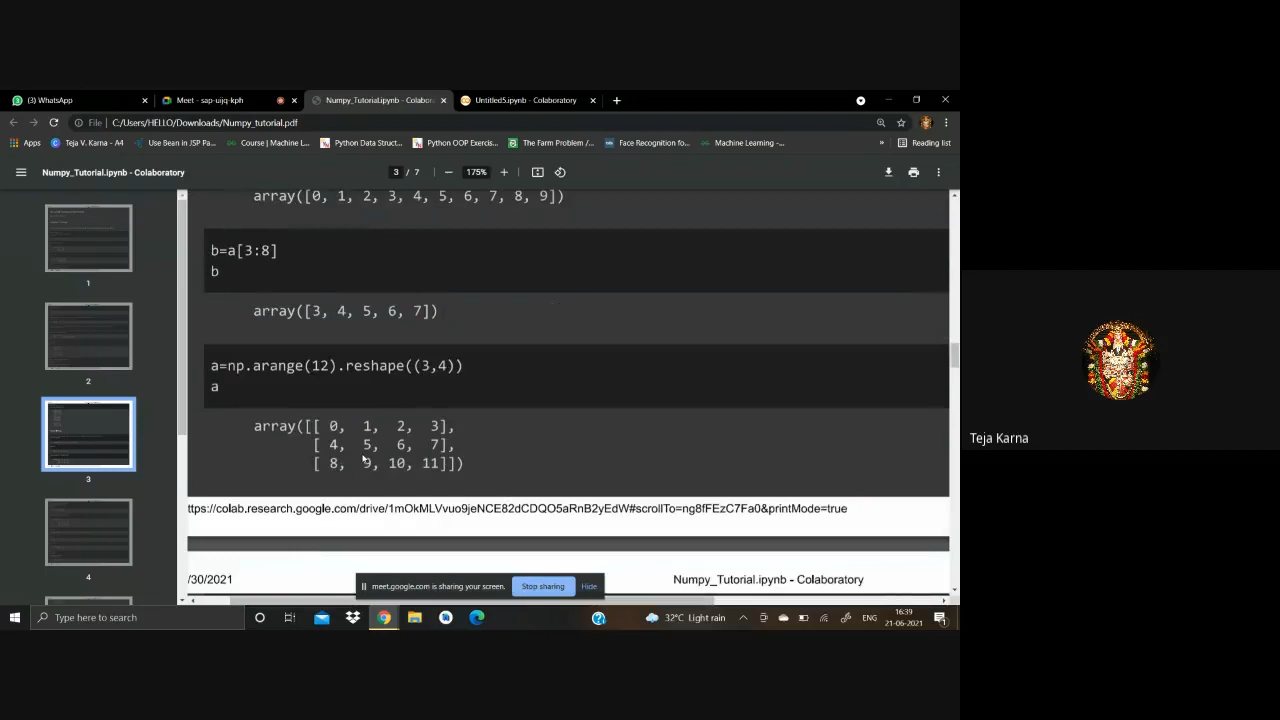 (3) WhatsApp
Meet - sap-uijq-kph
Numpy_Tutorial.ipynb - Colabor...
Untitled5.ipynb - Colaboratory
File
C:/Users/HELLO/Downloads/Numpy_tutorial.pdf
Apps
Teja V. Karna - A4
Use Bean in JSP Pa...
Course | Machine L...
Python Data Struct...
Python OOP Exercis...
The Farm Problem /...
Face Recognition fo...
Machine Learning -...
»
Reading list
Numpy_Tutorial.ipynb - Colaboratory
3 / 7
175%
array([0, 1, 2, 3, 4, 5, 6, 7, 8, 9])
b=a[3:8]
b
array([3, 4, 5, 6, 7])
a=np.arange(12).reshape((3,4))
a
array([[ 0, 1, 2, 3],
[ 4, 5, 6, 7],
[ 8, 9, 10, 11]])
ttps://colab.research.google.com/drive/1mOkMLVvuo9jeNCE82dCDQO5aRnB2yEdW#scrollTo=ng8fFEzC7Fa0&printMode=true
/30/2021
Numpy_Tutorial.ipynb - Colaboratory
1
2
3
4
meet.google.com is sharing your screen.
Stop sharing
Hide
Type here to search
32°C Light rain
ENG
16:39
21-06-2021
Teja Karna